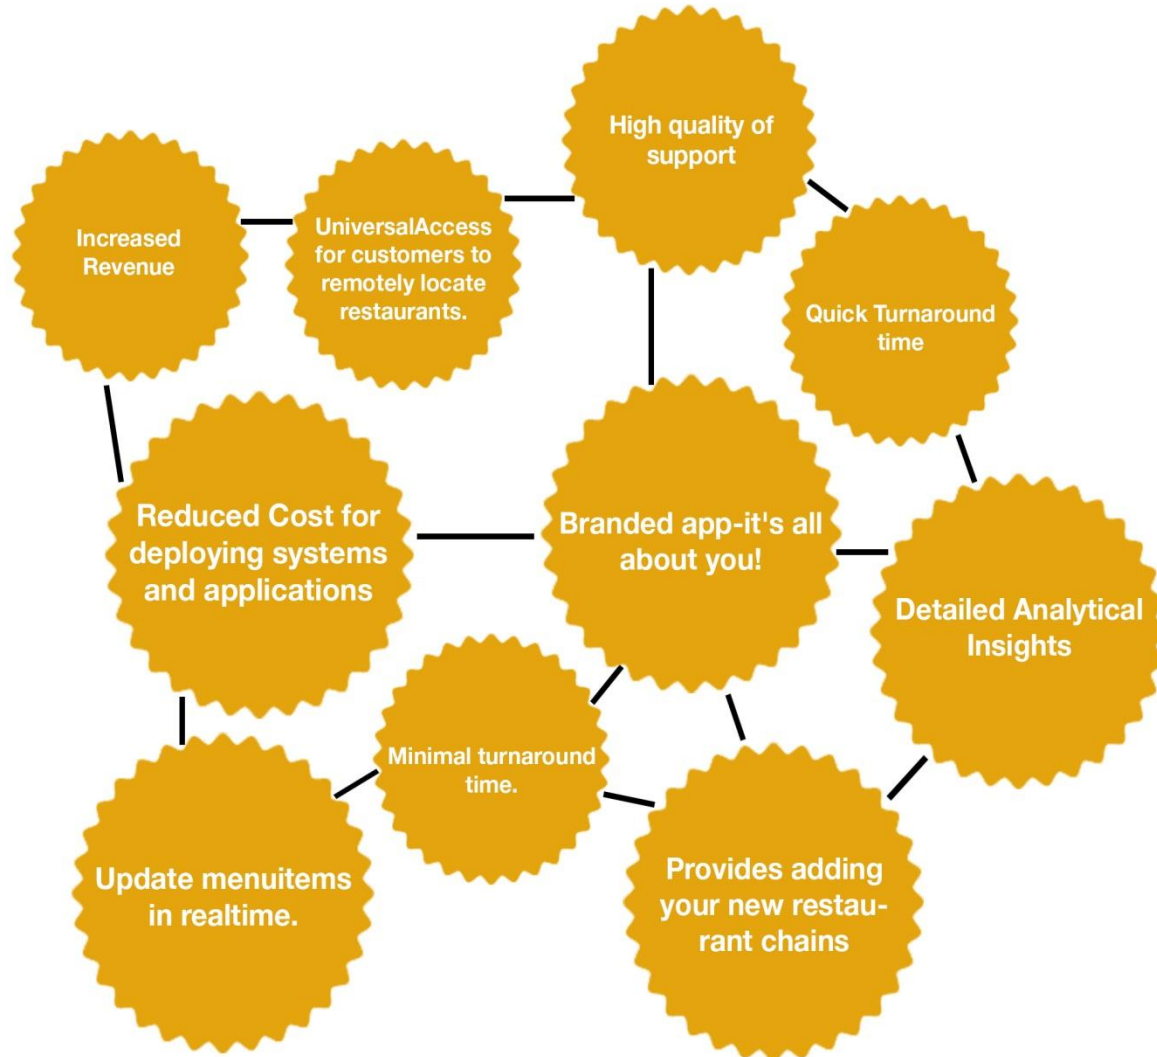 High quality of
support
Increased
Revenue
UniversalAccess
for customers to
remotely locate
restaurants.
Quick Turnaround
time
Reduced Cost for
deploying systems
and applications
Branded app-it's all
about you!
Detailed Analytical
Insights
Minimal turnaround
time.
Update menuitems
in realtime.
Provides adding
your new restau-
rant chains